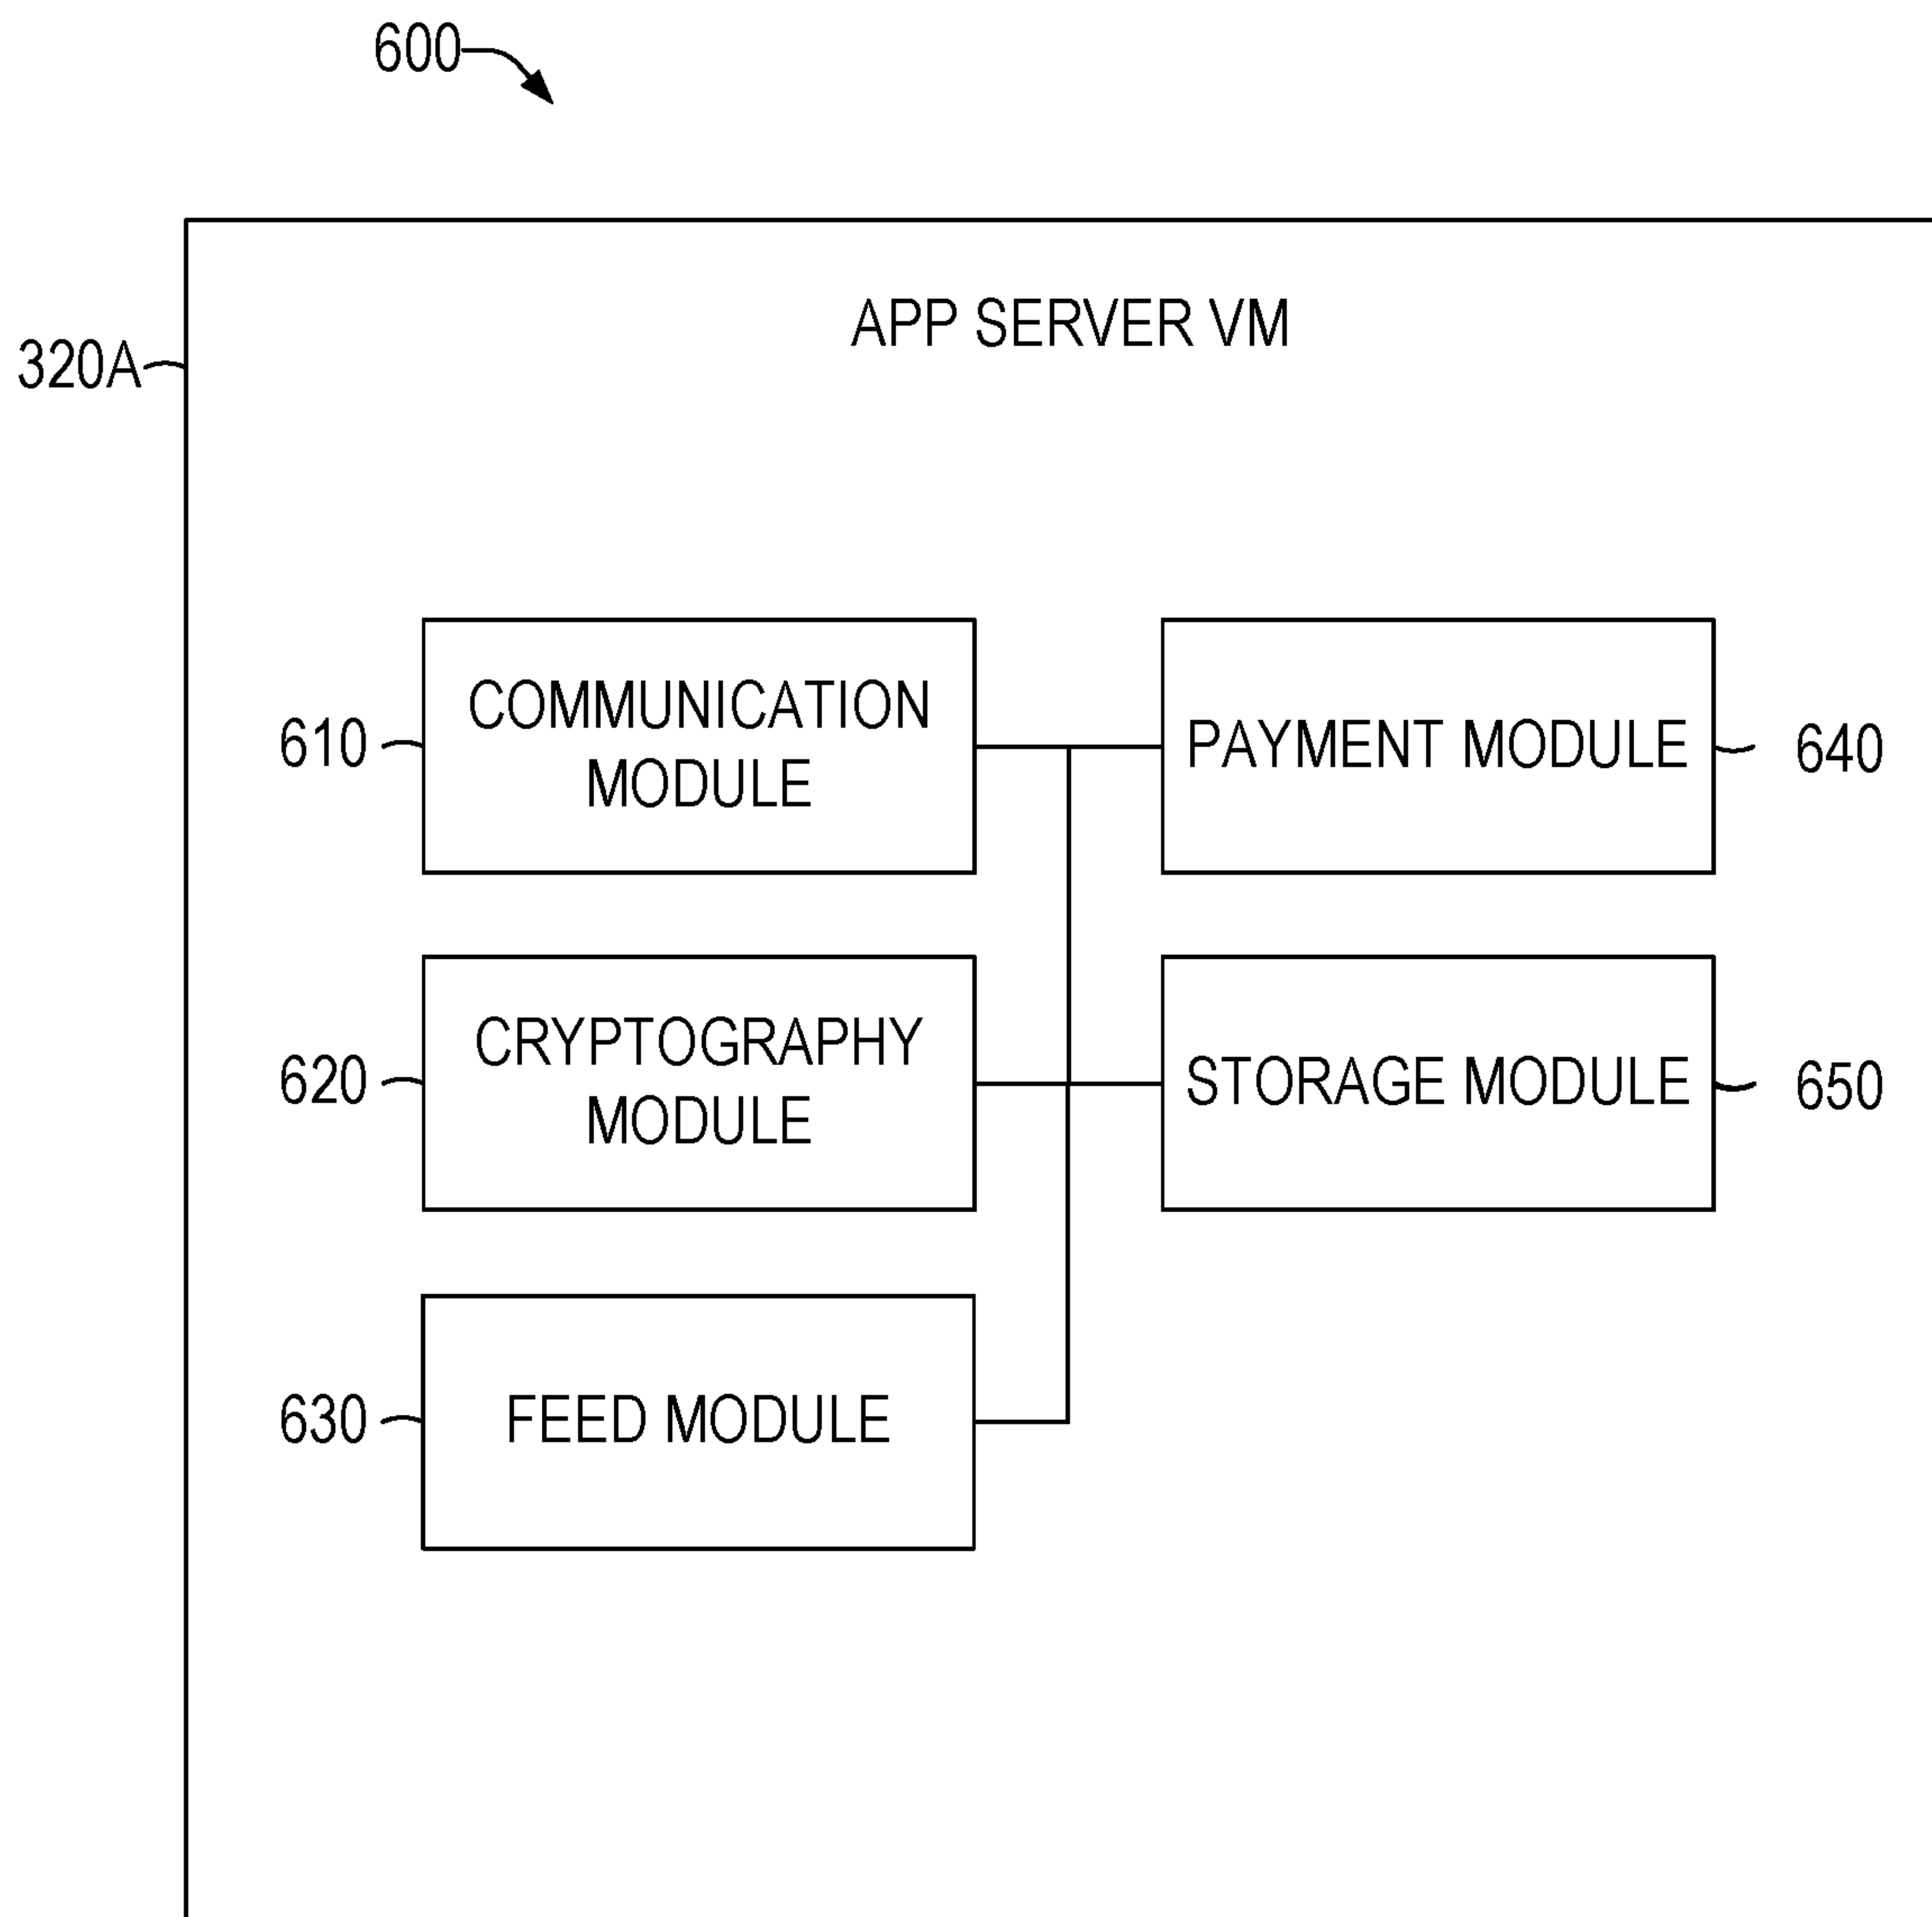 600
APP SERVER VM
320A
COMMUNICATION
MODULE
610
PAYMENT MODULE
640
CRYPTOGRAPHY
MODULE
620
STORAGE MODULE
650
FEED MODULE
630